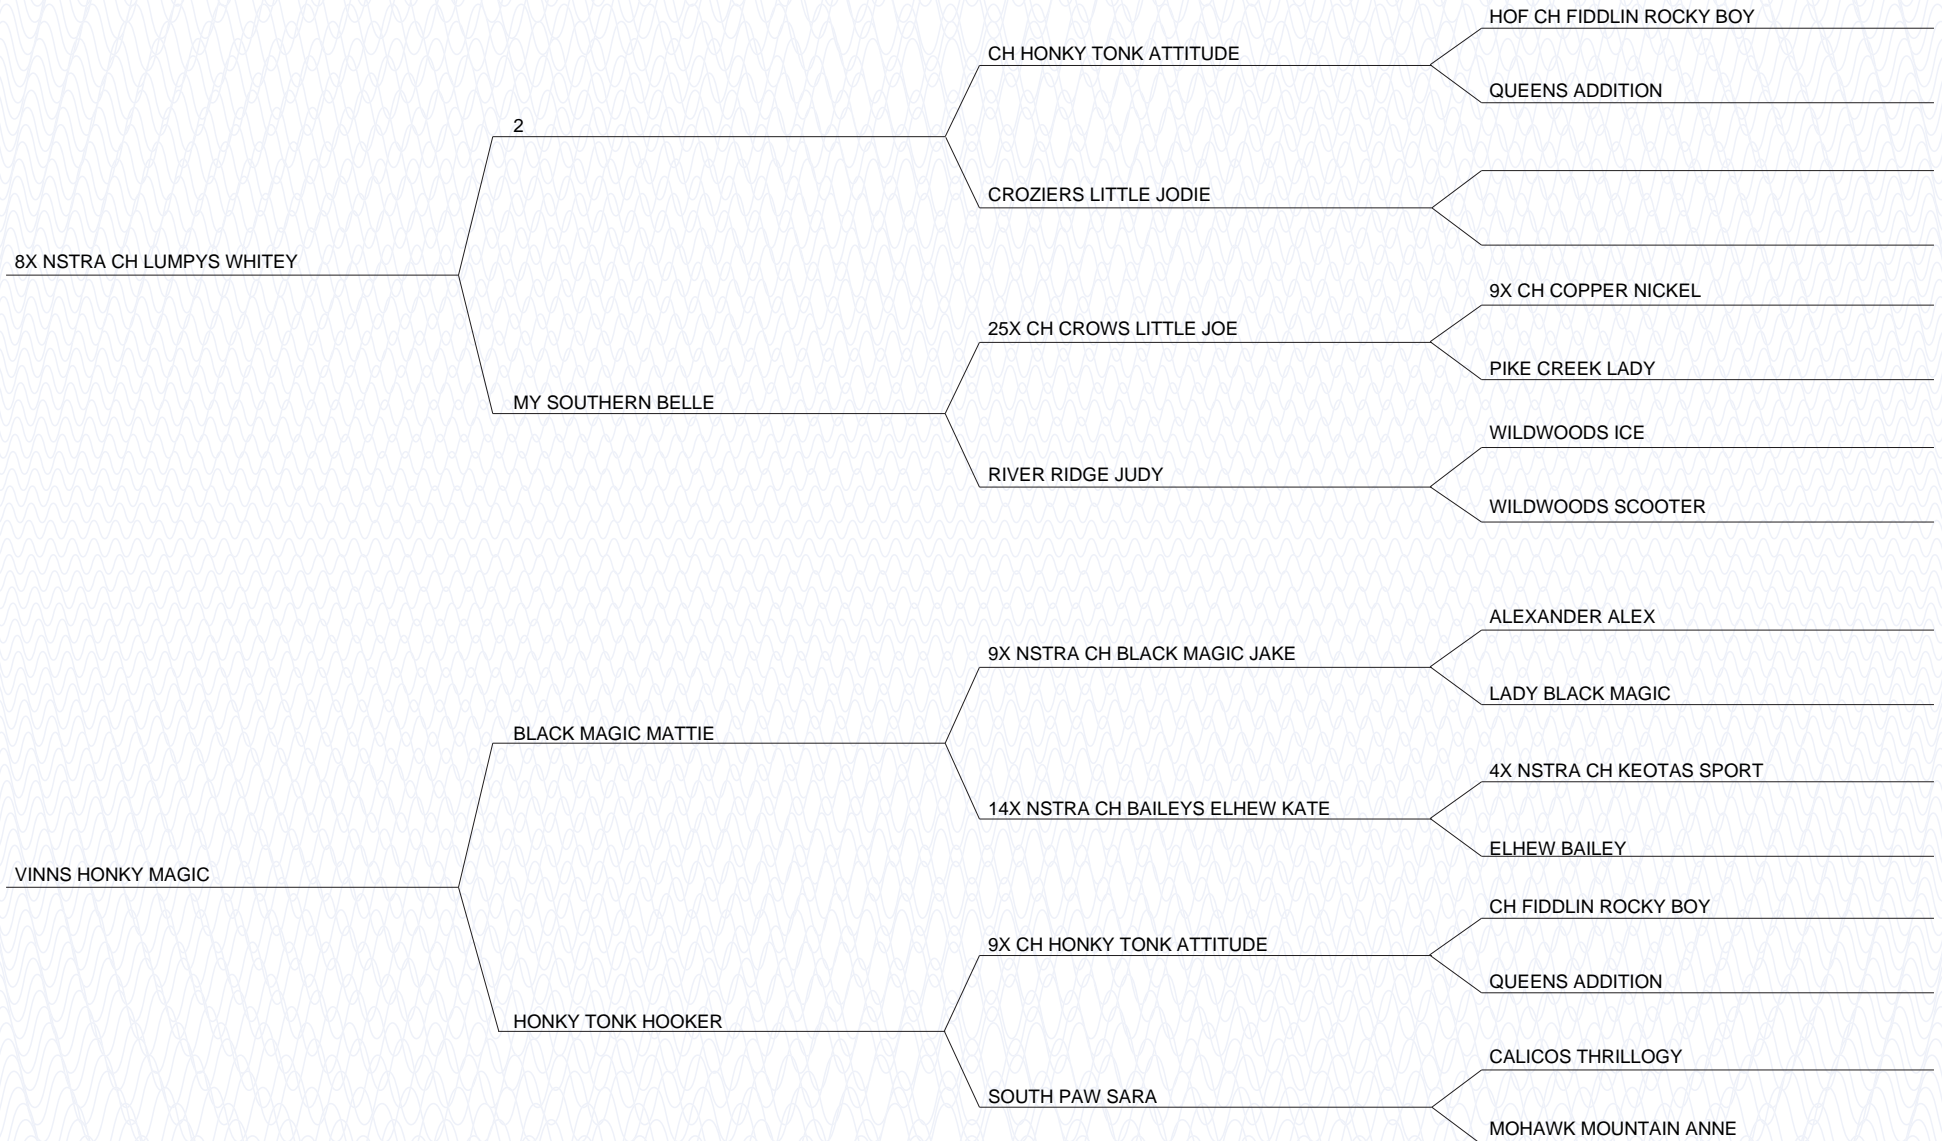 HOF CH FIDDLIN ROCKY BOY
CH HONKY TONK ATTITUDE
QUEENS ADDITION
2
CROZIERS LITTLE JODIE
8X NSTRA CH LUMPYS WHITEY
9X CH COPPER NICKEL
25X CH CROWS LITTLE JOE
PIKE CREEK LADY
MY SOUTHERN BELLE
WILDWOODS ICE
RIVER RIDGE JUDY
WILDWOODS SCOOTER
ALEXANDER ALEX
9X NSTRA CH BLACK MAGIC JAKE
LADY BLACK MAGIC
BLACK MAGIC MATTIE
4X NSTRA CH KEOTAS SPORT
14X NSTRA CH BAILEYS ELHEW KATE
ELHEW BAILEY
VINNS HONKY MAGIC
CH FIDDLIN ROCKY BOY
9X CH HONKY TONK ATTITUDE
QUEENS ADDITION
HONKY TONK HOOKER
CALICOS THRILLOGY
SOUTH PAW SARA
MOHAWK MOUNTAIN ANNE